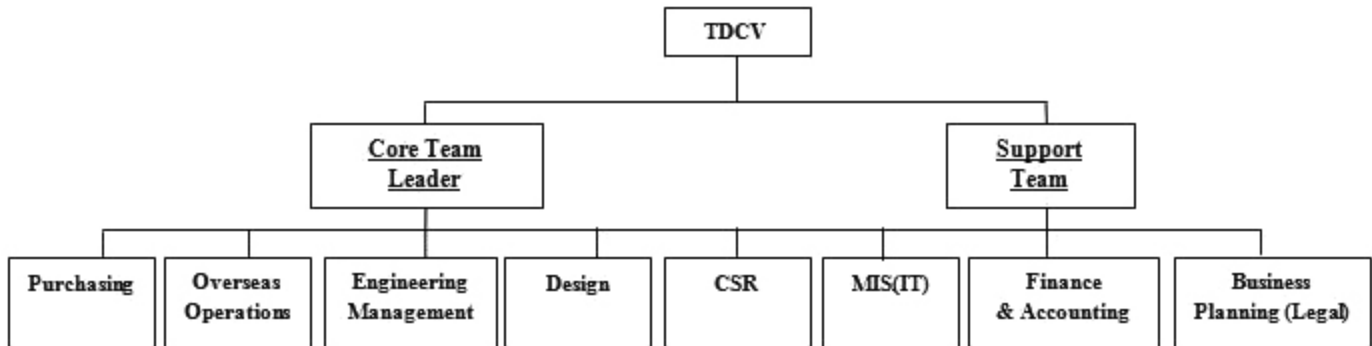 TDCV
Core Team
Leader
Support
Team
Purchasing
Overseas
Operations
Engineering
Management
Design
CSR
MIS(IT)
Finance
& Accounting
Business
Planning (Legal)